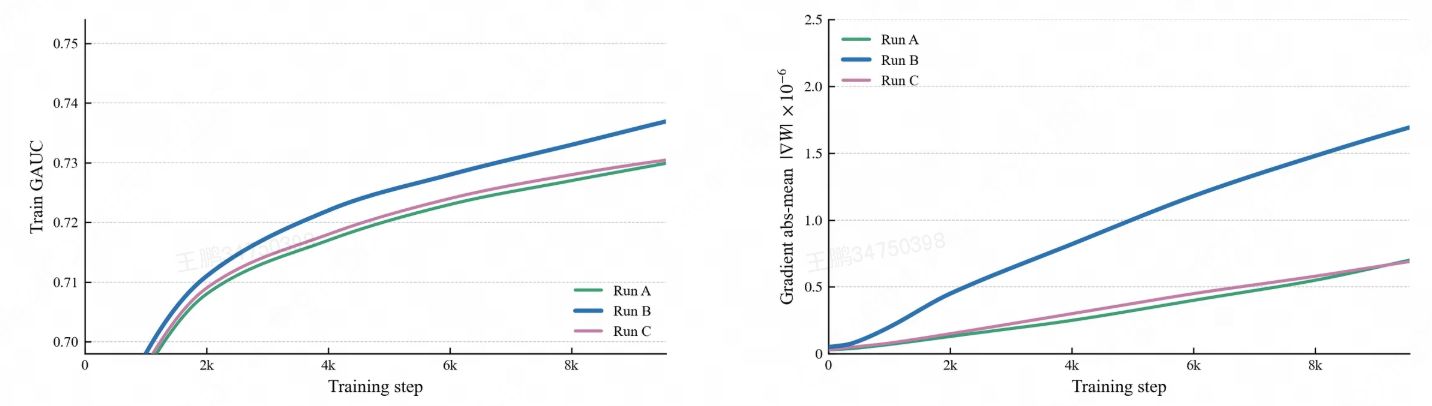 0.75
0.74
0.73
0.72
0.71
0.70
Train GAUC
0
2k
4k
6k
8k
Training step
Run A
Run B
Run C
王鹏34750398
2.5
2.0
1.5
1.0
0.5
0
Gradient abs-mean |∇W| × 10⁻⁶
Run A
Run B
Run C
0
2k
4k
6k
8k
Training step
王鹏34750398